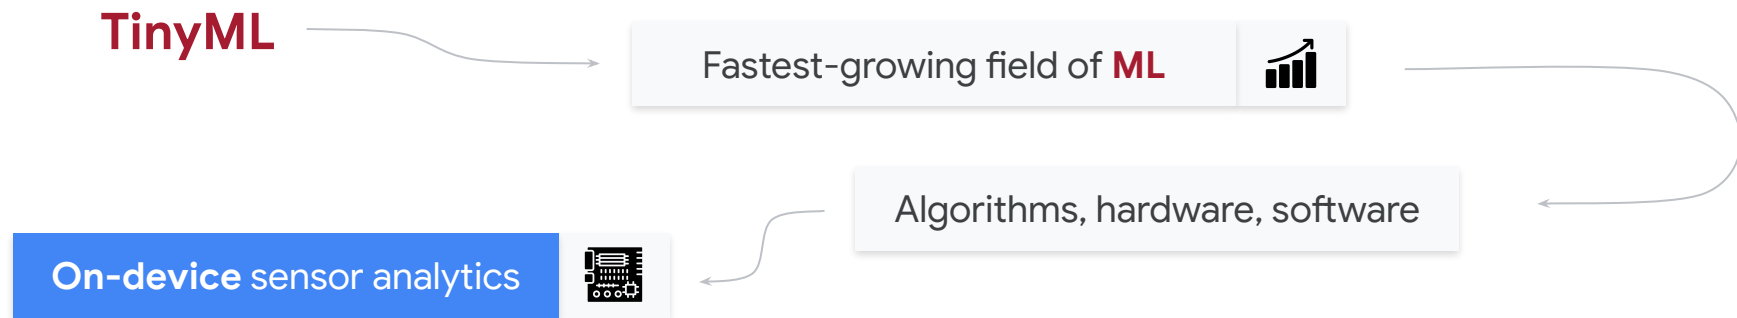 TinyML
Fastest-growing field of ML
Algorithms, hardware, software
On-device sensor analytics